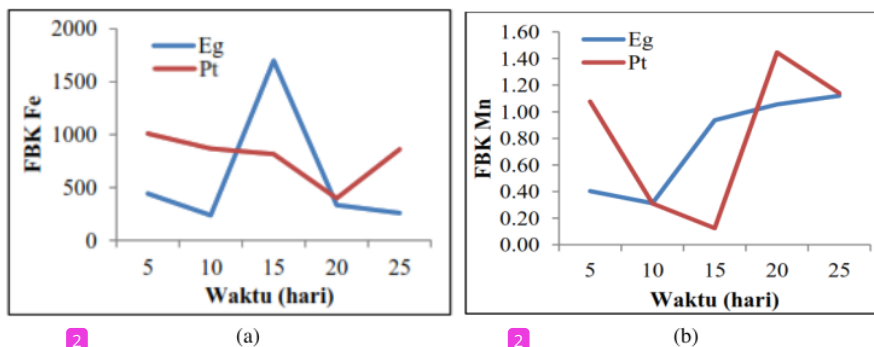 2000
1500
1000
500
0
FBK Fe
Eg
Pt
5 10 15 20 25
Waktu (hari)
1.60
1.40
1.20
1.00
0.80
0.60
0.40
0.20
0.00
FBK Mn
Eg
Pt
5 10 15 20 25
Waktu (hari)
2 (a)
2 (b)